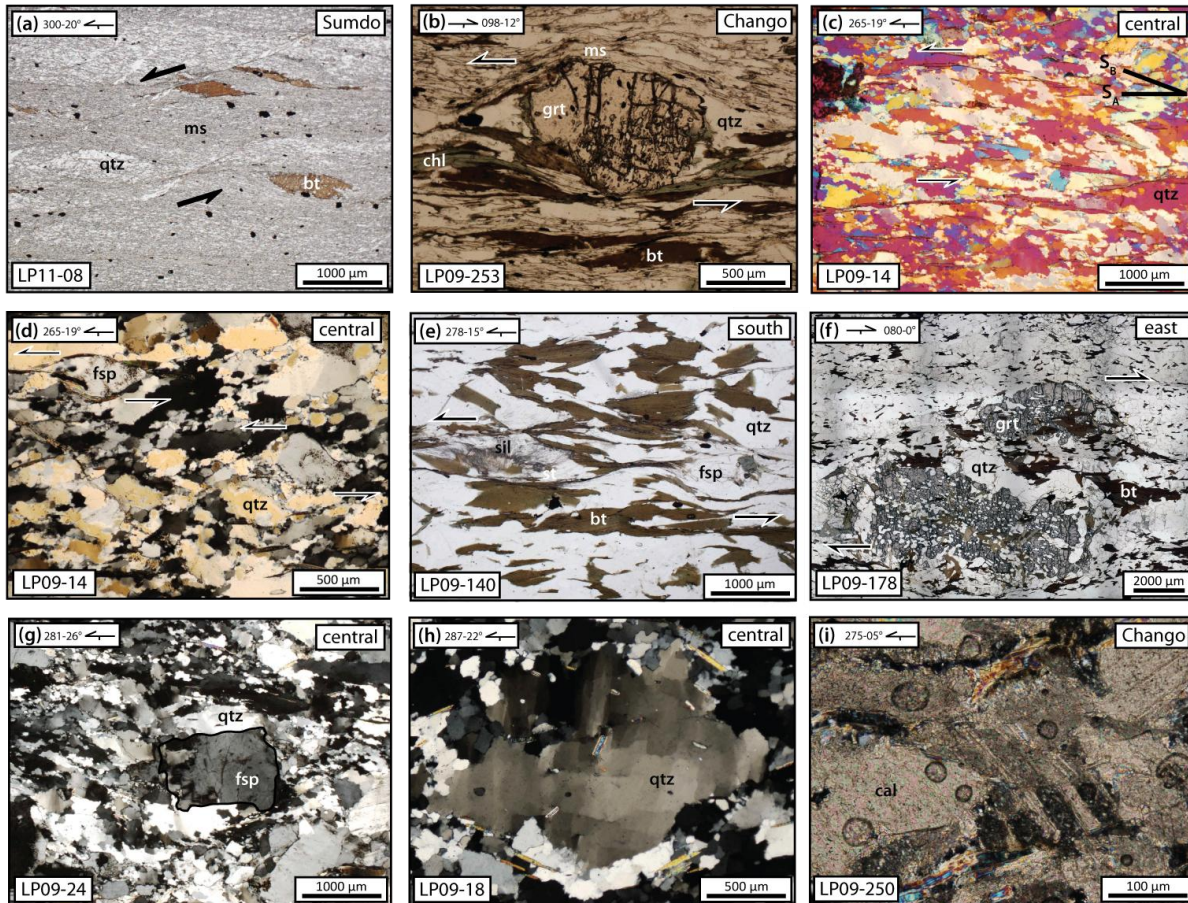 (a) 300-20° Sumdo
ms
qtz
bt
LP11-08 1000 µm
(b) 098-12° Chango
ms
grt
qtz
chl
bt
LP09-253 500 µm
(c) 265-19° central
SB
SA
qtz
LP09-14 1000 µm
(d) 265-19° central
fsp
qtz
LP09-14 500 µm
(e) 278-15° south
qtz
sil
fsp
bt
LP09-140 1000 µm
(f) 080-0° east
grt
qtz
bt
LP09-178 2000 µm
(g) 281-26° central
qtz
fsp
LP09-24 1000 µm
(h) 287-22° central
qtz
LP09-18 500 µm
(i) 275-05° Chango
cal
LP09-250 100 µm